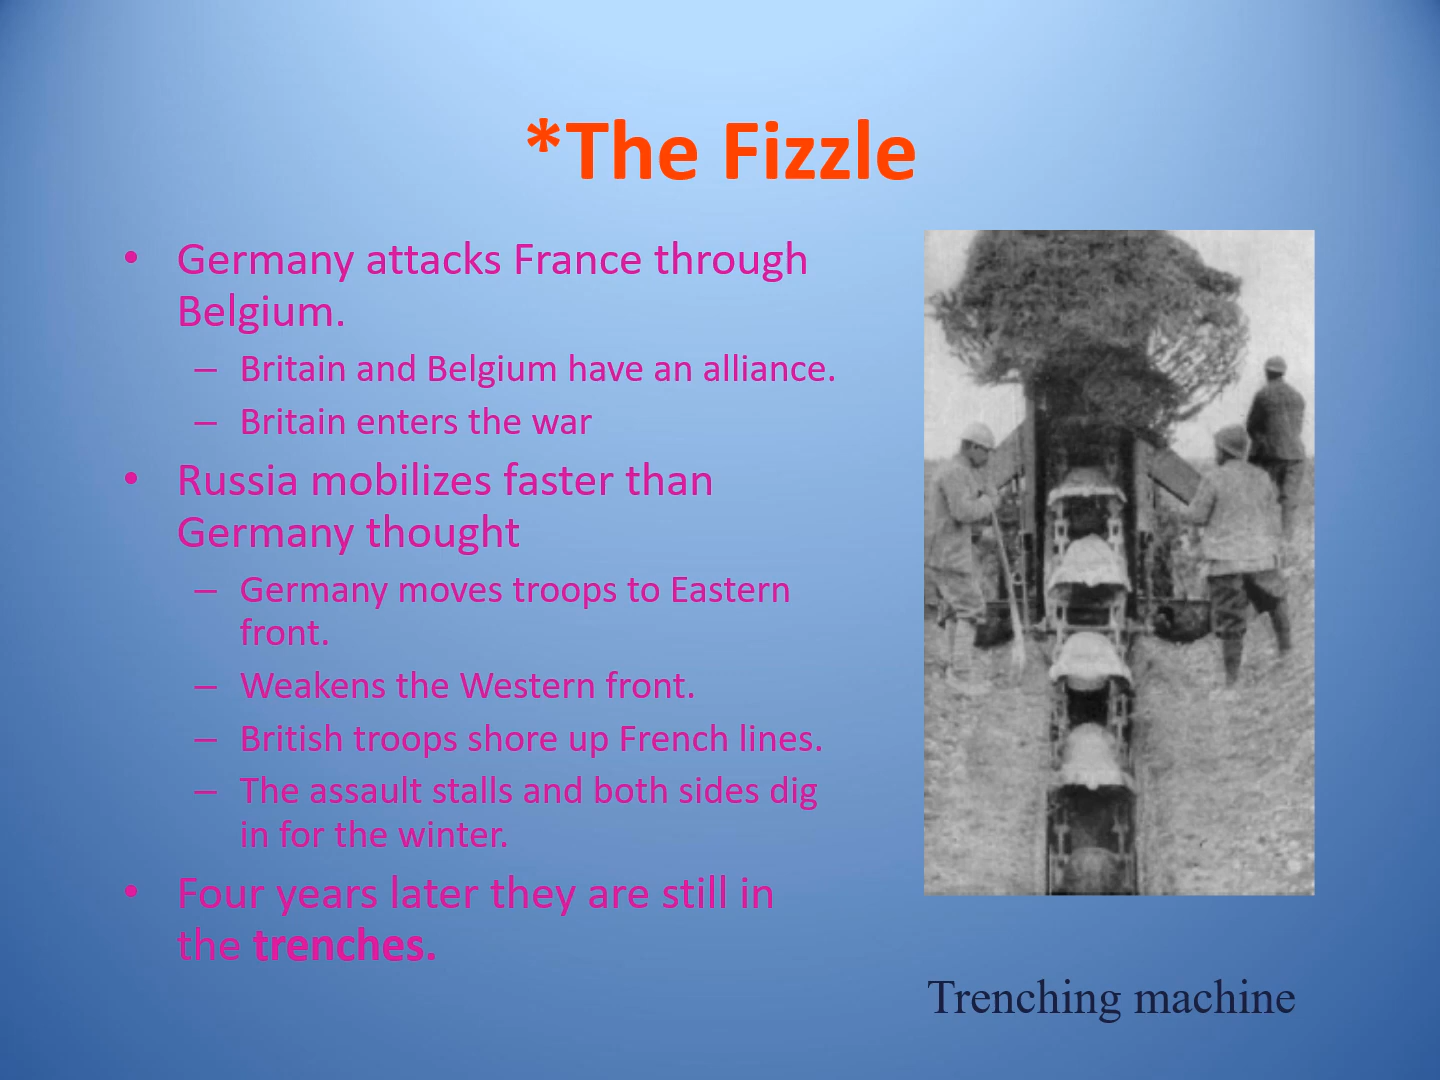 *The Fizzle
• Germany attacks France through
Belgium.
– Britain and Belgium have an alliance.
– Britain enters the war
• Russia mobilizes faster than
Germany thought
– Germany moves troops to Eastern
front.
– Weakens the Western front.
– British troops shore up French lines.
– The assault stalls and both sides dig
in for the winter.
• Four years later they are still in
the trenches.
Trenching machine